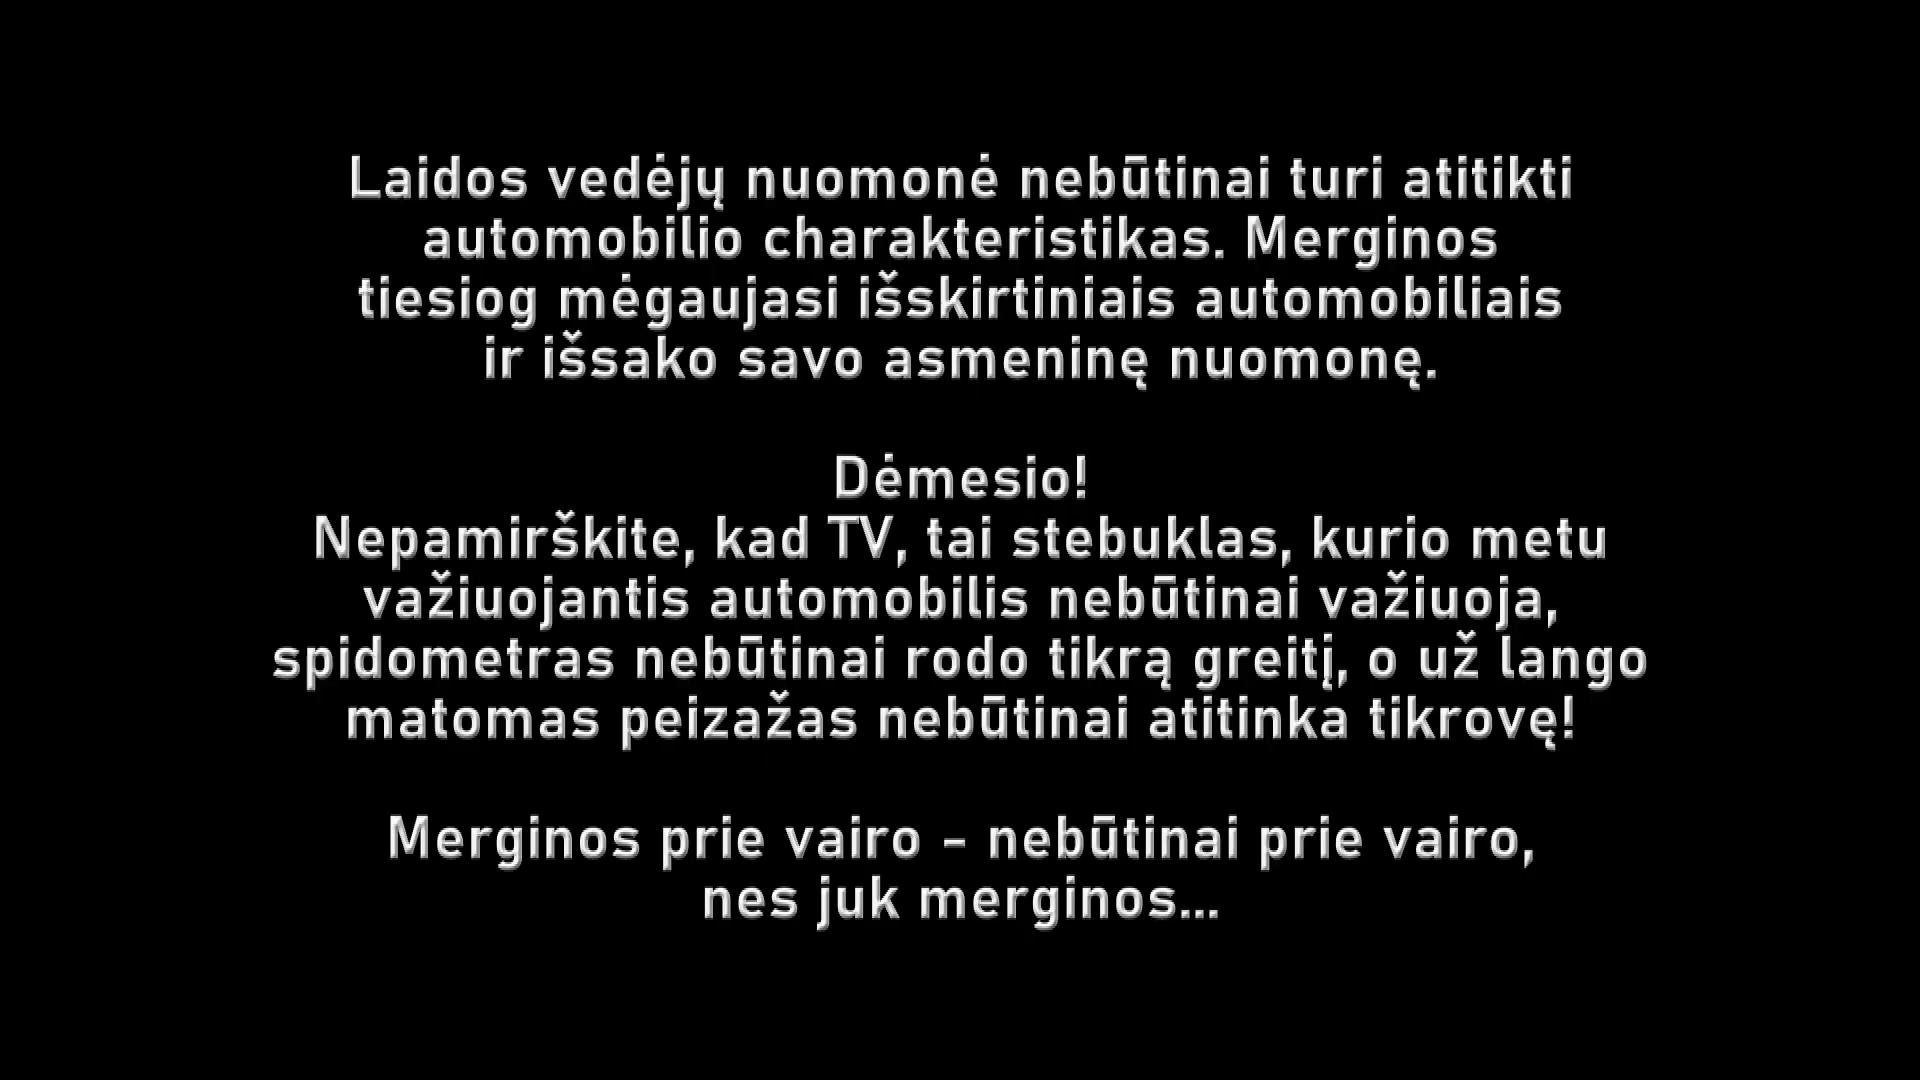 Laidos vedėjų nuomonė nebūtinai turi atitikti
automobilio charakteristikas. Merginos
tiesiog mėgaujasi išskirtiniais automobiliais
ir išsako savo asmeninę nuomonę.
Dėmesio!
Nepamirškite, kad TV, tai stebuklas, kurio metu
važiuojantis automobilis nebūtinai važiuoja,
spidometras nebūtinai rodo tikrą greitį, o už lango
matomas peizažas nebūtinai atitinka tikrovę!
Merginos prie vairo - nebūtinai prie vairo,
nes juk merginos...